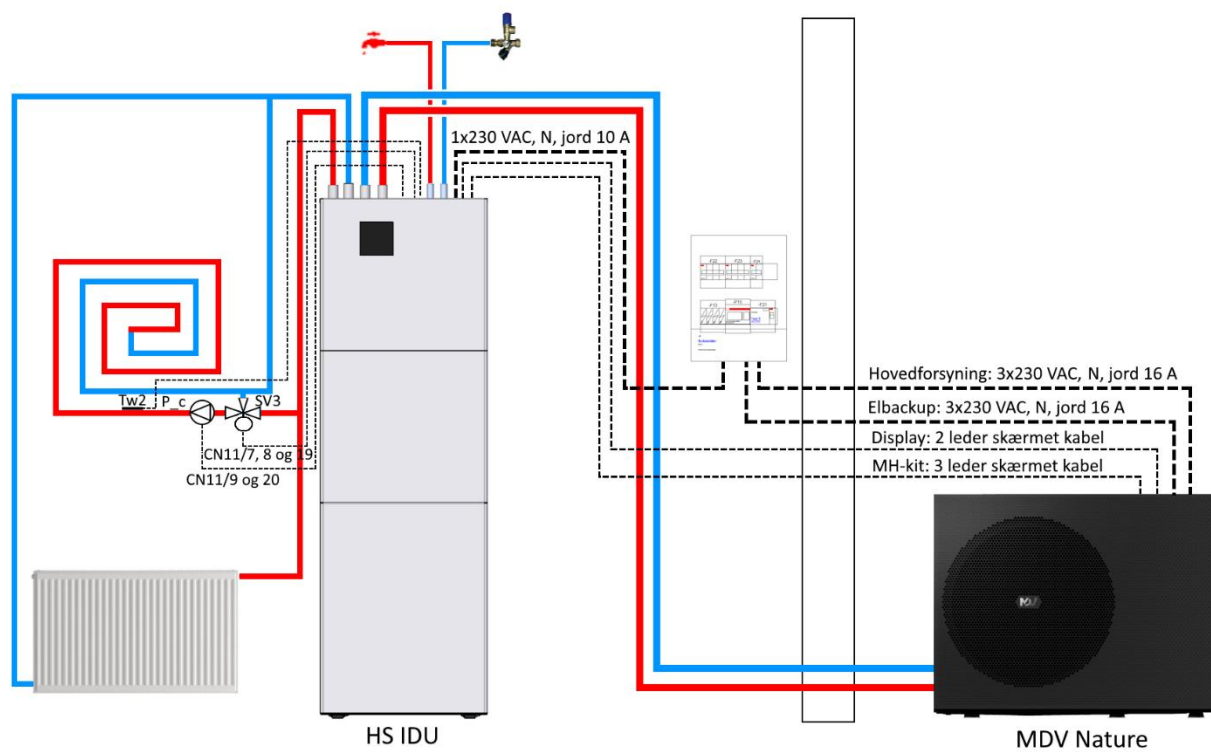 1x230 VAC, N, jord 10 A
Hovedforsyning: 3x230 VAC, N, jord 16 A
Elbackup: 3x230 VAC, N, jord 16 A
Display: 2 leder skærmet kabel
MH-kit: 3 leder skærmet kabel
Tw2 P_c SV3
CN11/7, 8 og 19
CN11/9 og 20
HS IDU
MDV Nature